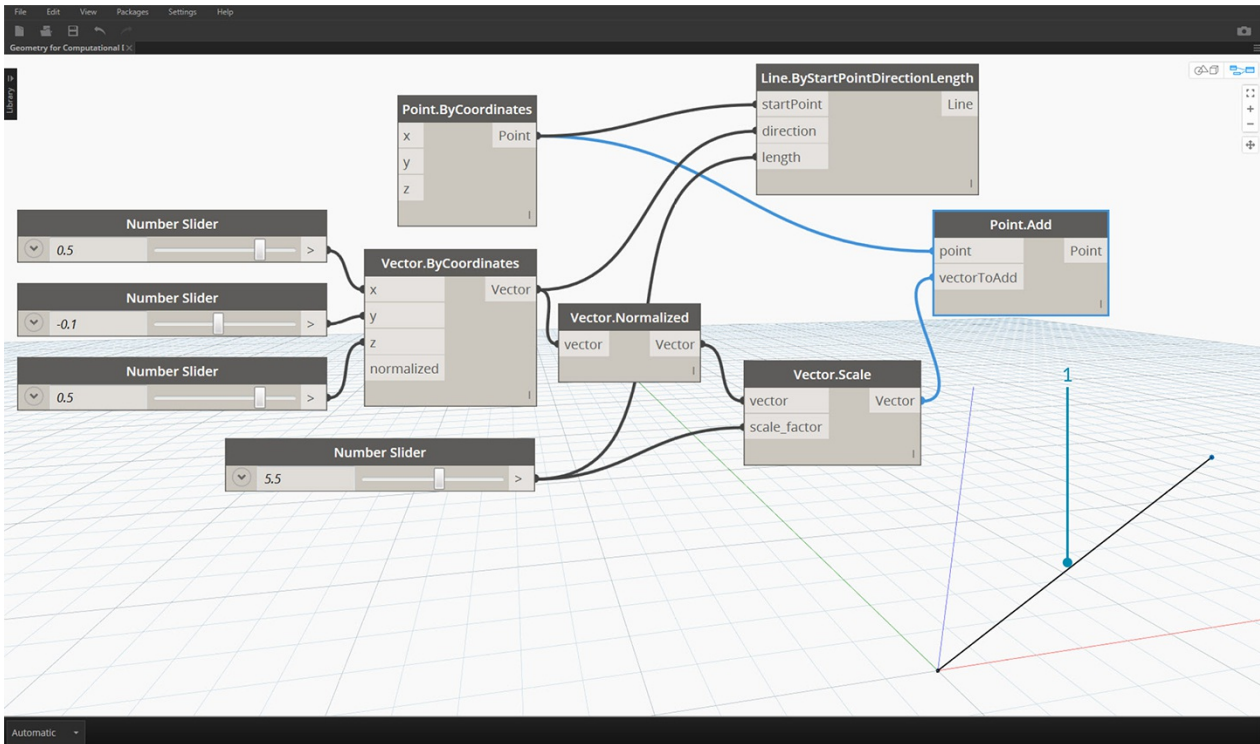 File Edit View Packages Settings Help
Geometry for Computational I
Library
Point.ByCoordinates
x Point
y
z
Line.ByStartPointDirectionLength
startPoint Line
direction
length
Number Slider
0.5 >
Number Slider
-0.1 >
Number Slider
0.5 >
Vector.ByCoordinates
x Vector
y
z
normalized
Vector.Normalized
vector Vector
Point.Add
point Point
vectorToAdd
Vector.Scale
vector Vector
scale_factor
Number Slider
5.5 >
1
Automatic